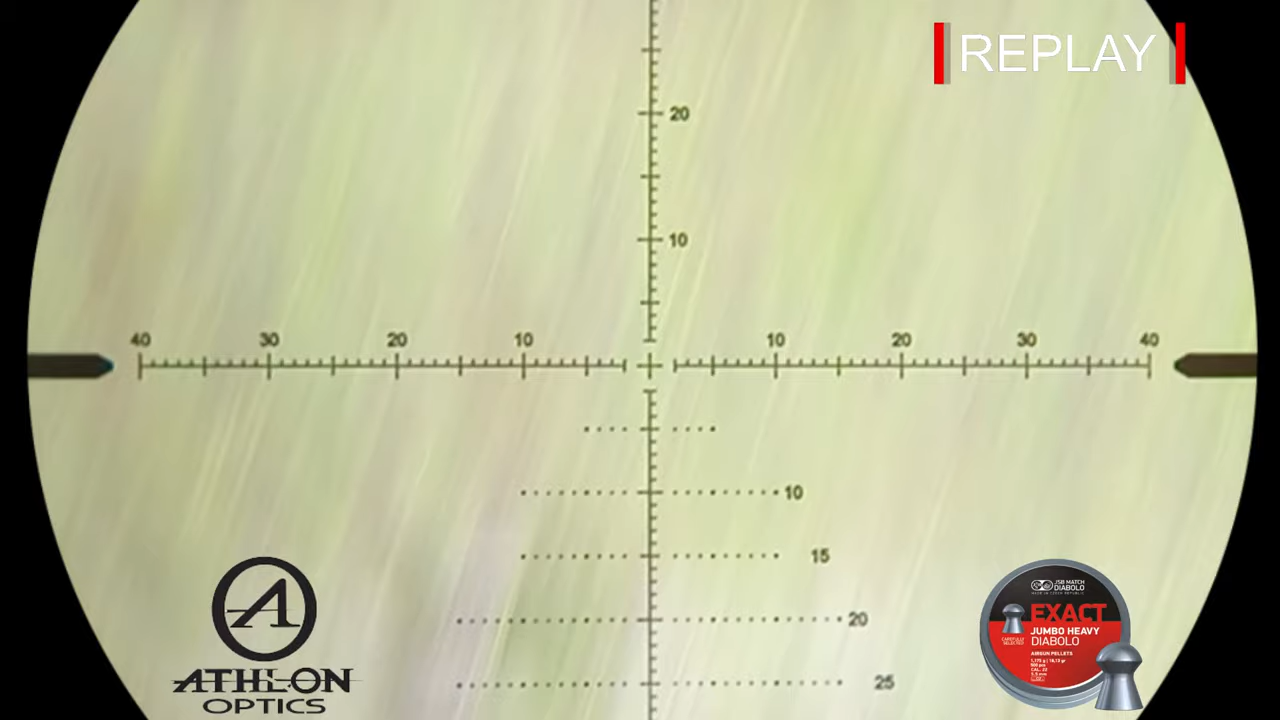 REPLAY
20
10
40 30 20 10 10 20 30 40
10
15
20
25
A
ATHLON
OPTICS
JSB MATCH
DIABOLO
EXACT
JUMBO HEAVY
DIABOLO
AIRGUN PELLETS